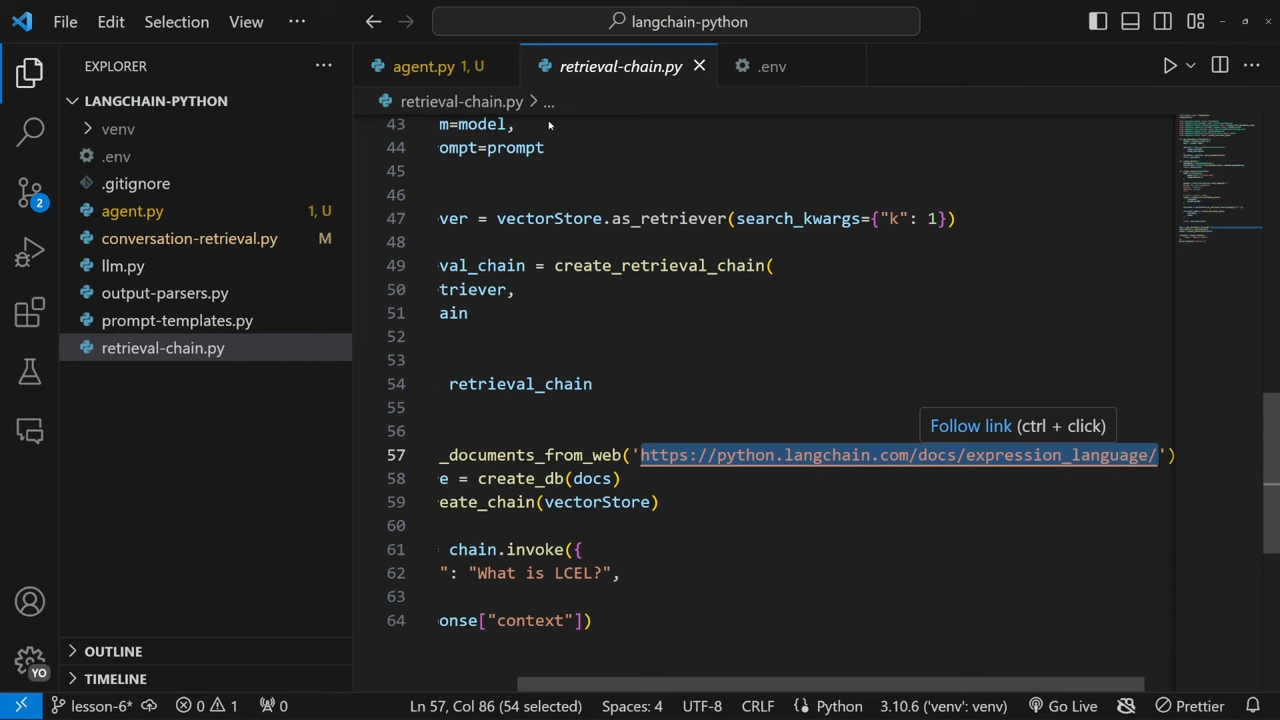 File Edit Selection View ··· langchain-python
EXPLORER ···
LANGCHAIN-PYTHON
venv
.env
.gitignore
agent.py 1, U
conversation-retrieval.py M
llm.py
output-parsers.py
prompt-templates.py
retrieval-chain.py
OUTLINE
TIMELINE
2
YO
agent.py 1, U retrieval-chain.py .env
retrieval-chain.py > ...
43 m=model,
44 ompt=prompt
45
46
47 ver = vectorStore.as_retriever(search_kwargs={"k": 1})
48
49 val_chain = create_retrieval_chain(
50 triever,
51 ain
52
53
54 retrieval_chain
55
Follow link (ctrl + click)
56
57 _documents_from_web('https://python.langchain.com/docs/expression_language/')
58 e = create_db(docs)
59 eate_chain(vectorStore)
60
61 chain.invoke({
62 ": "What is LCEL?",
63
64 onse["context"])
lesson-6* 0 1 0 Ln 57, Col 86 (54 selected) Spaces: 4 UTF-8 CRLF Python 3.10.6 ('venv': venv) Go Live Prettier